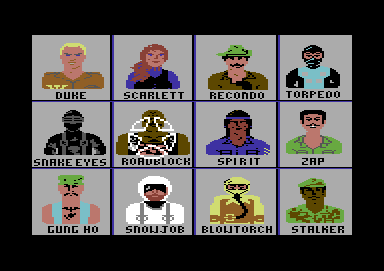 DUKE SCARLETT RECONDO TORPEDO
SNAKE EYES ROADBLOCK SPIRIT ZAP
GUNG HO SNOWJOB BLOWTORCH STALKER